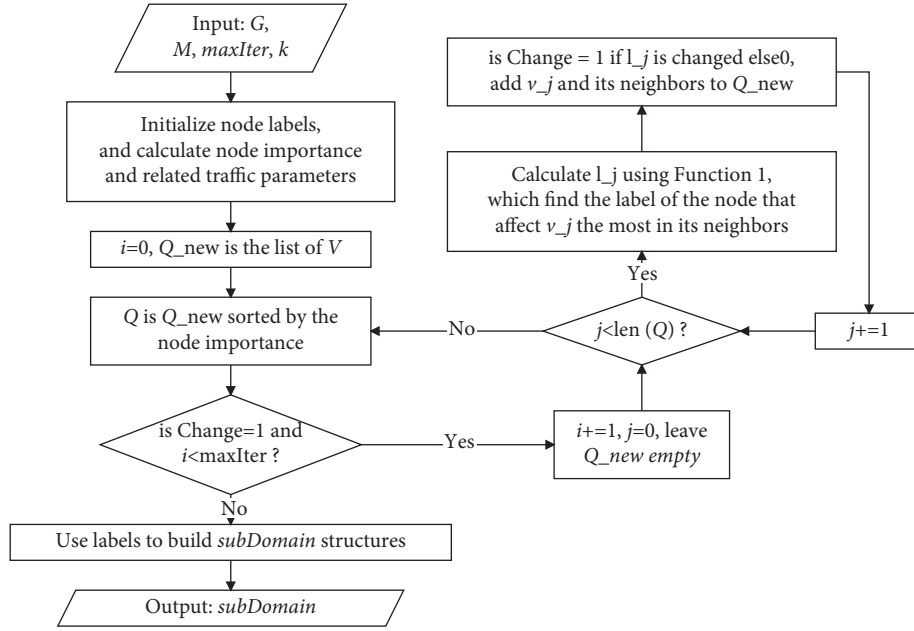 Input: G,
M, maxIter, k
Initialize node labels,
and calculate node importance
and related traffic parameters
i=0, Q_new is the list of V
Q is Q_new sorted by the
node importance
is Change=1 and
i<maxIter ?
Yes
No
Use labels to build subDomain structures
Output: subDomain
i+=1, j=0, leave
Q_new empty
j<len (Q) ?
No
Yes
Calculate l_j using Function 1,
which find the label of the node that
affect v_j the most in its neighbors
is Change = 1 if l_j is changed else0,
add v_j and its neighbors to Q_new
j+=1